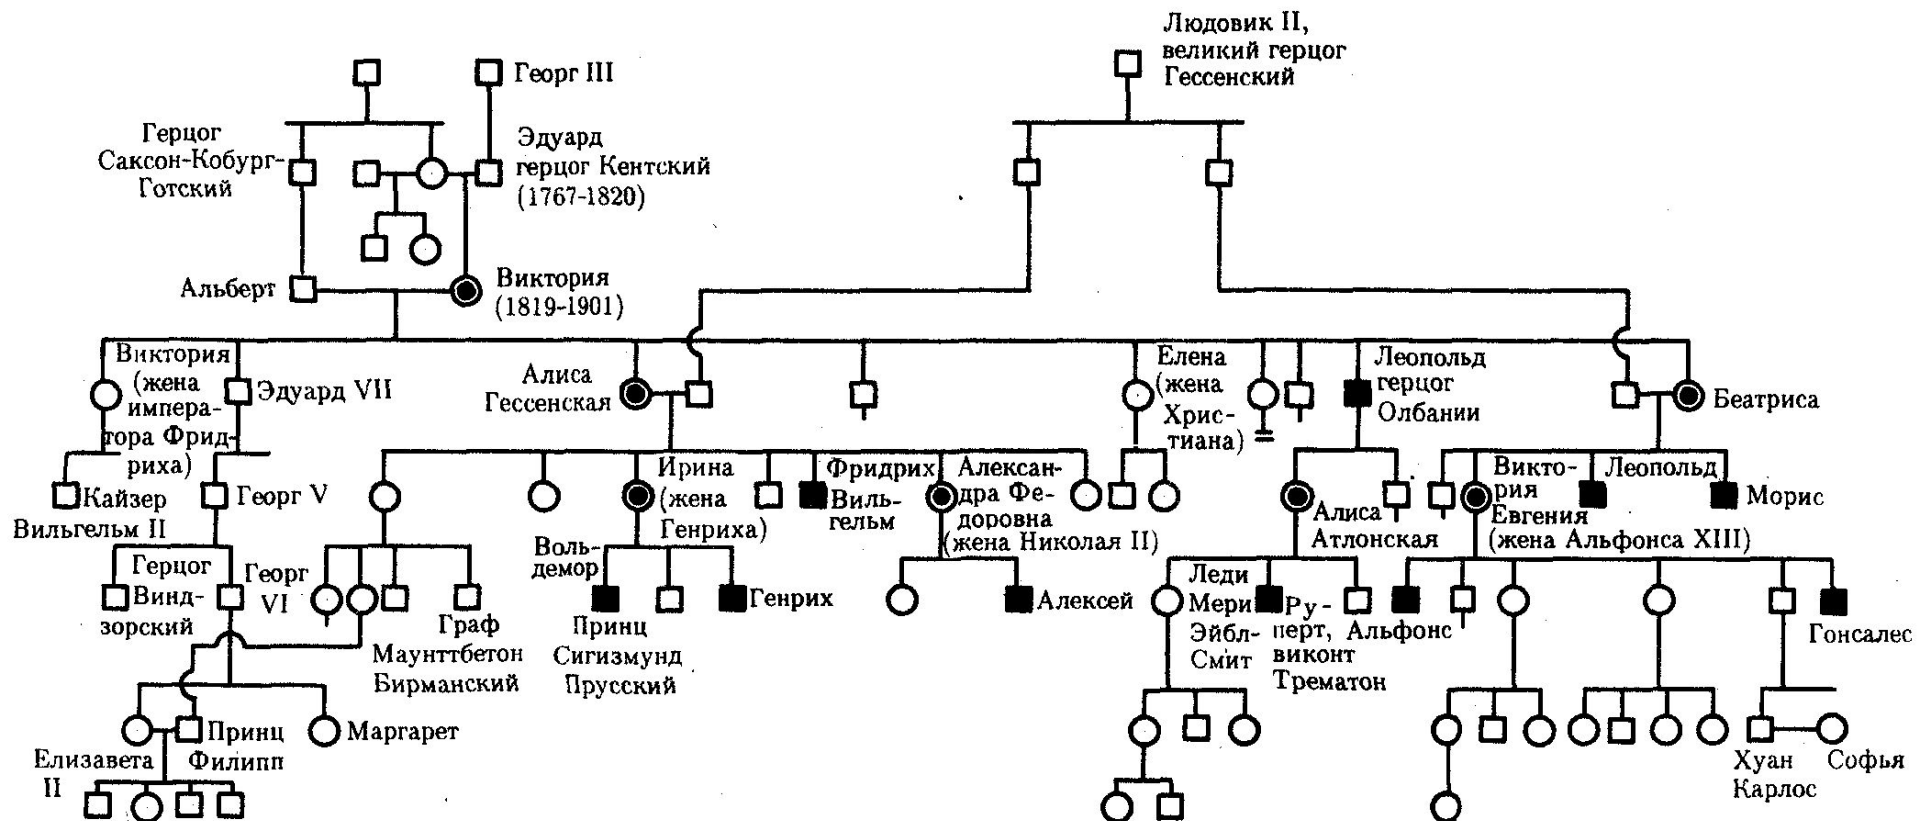 Людовик II,
великий герцог
Гессенский
Георг III
Герцог
Саксон-Кобург-
Готский
Эдуард
герцог Кентский
(1767-1820)
Альберт
Виктория
(1819-1901)
Виктория
(жена
импера-
тора Фрид-
риха)
Эдуард VII
Алиса
Гессенская
Елена
(жена
Хрис-
тиана)
Леопольд
герцог
Олбании
Беатриса
Кайзер
Вильгельм II
Георг V
Ирина
(жена
Генриха)
Фридрих
Виль-
гельм
Алексан-
дра Фе-
доровна
(жена Николая II)
Алиса
Атлонская
Викто-
рия
Евгения
(жена Альфонса XIII)
Леопольд
Морис
Герцог
Винд-
зорский
Георг
VI
Граф
Маунттбетон
Бирманский
Воль-
демор
Принц
Сигизмунд
Прусский
Генрих
Алексей
Леди
Мери
Эйбл-
Смит
Ру-
перт,
виконт
Трематон
Альфонс
Гонсалес
Елизавета
II
Принц
Филипп
Маргарет
Хуан
Карлос
Софья